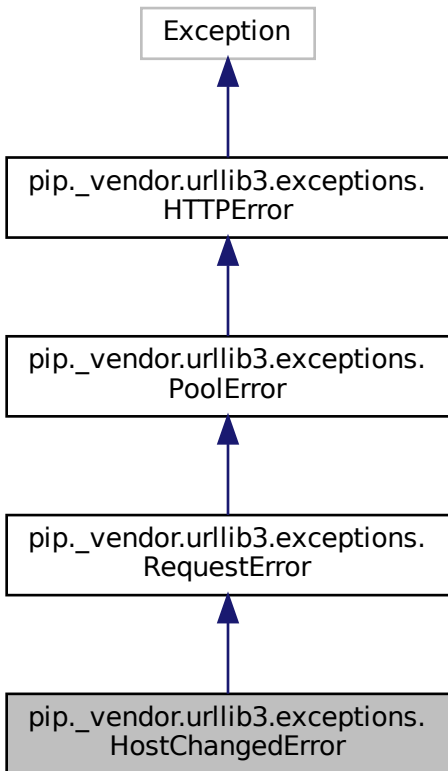 Exception
pip._vendor.urllib3.exceptions.
HTTPError
pip._vendor.urllib3.exceptions.
PoolError
pip._vendor.urllib3.exceptions.
RequestError
pip._vendor.urllib3.exceptions.
HostChangedError